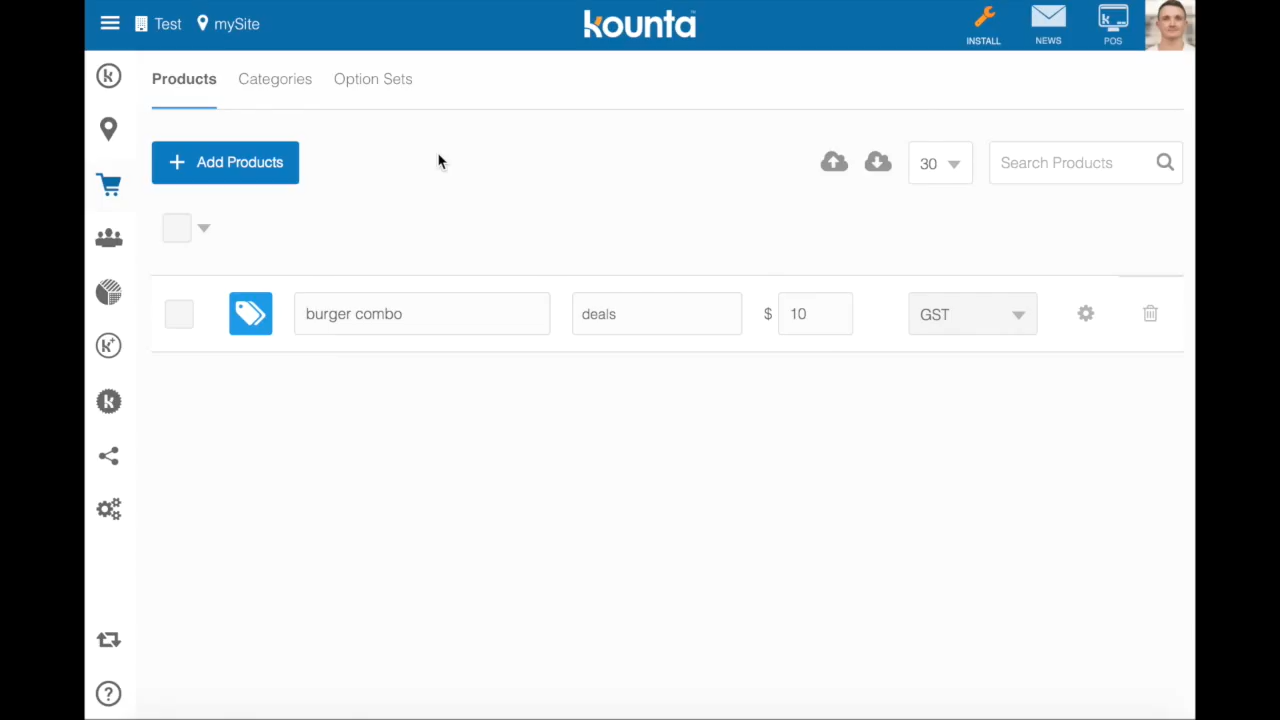 Test mySite kounta INSTALL NEWS POS
Products Categories Option Sets
+ Add Products 30 Search Products
burger combo deals $ 10 GST